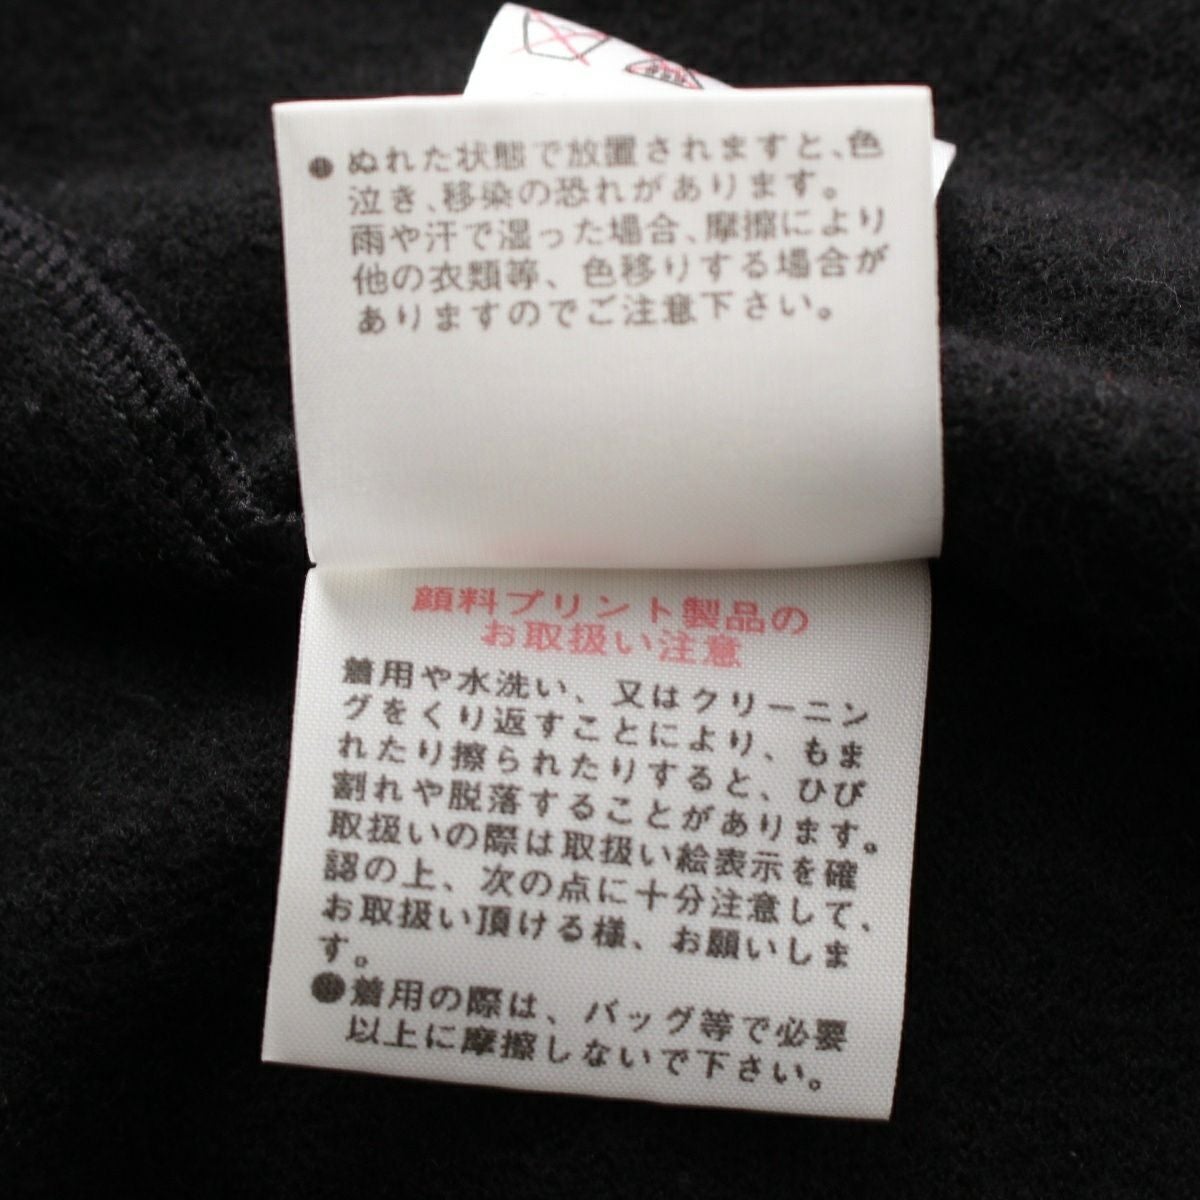 ●ぬれた状態で放置されますと、色
泣き、移染の恐れがあります。
雨や汗で湿った場合、摩擦により
他の衣類等、色移りする場合が
ありますのでご注意下さい。
顔料プリント製品の
お取扱い注意
着用や水洗い、又はクリーニン
グをくり返すことにより、もま
れたり擦られたりすると、ひび
割れや脱落することがあります。
取扱いの際は取扱い絵表示を確
認の上、次の点に十分注意して、
お取扱い頂ける様、お願いしま
す。
●着用の際は、バッグ等で必要
以上に摩擦しないで下さい。